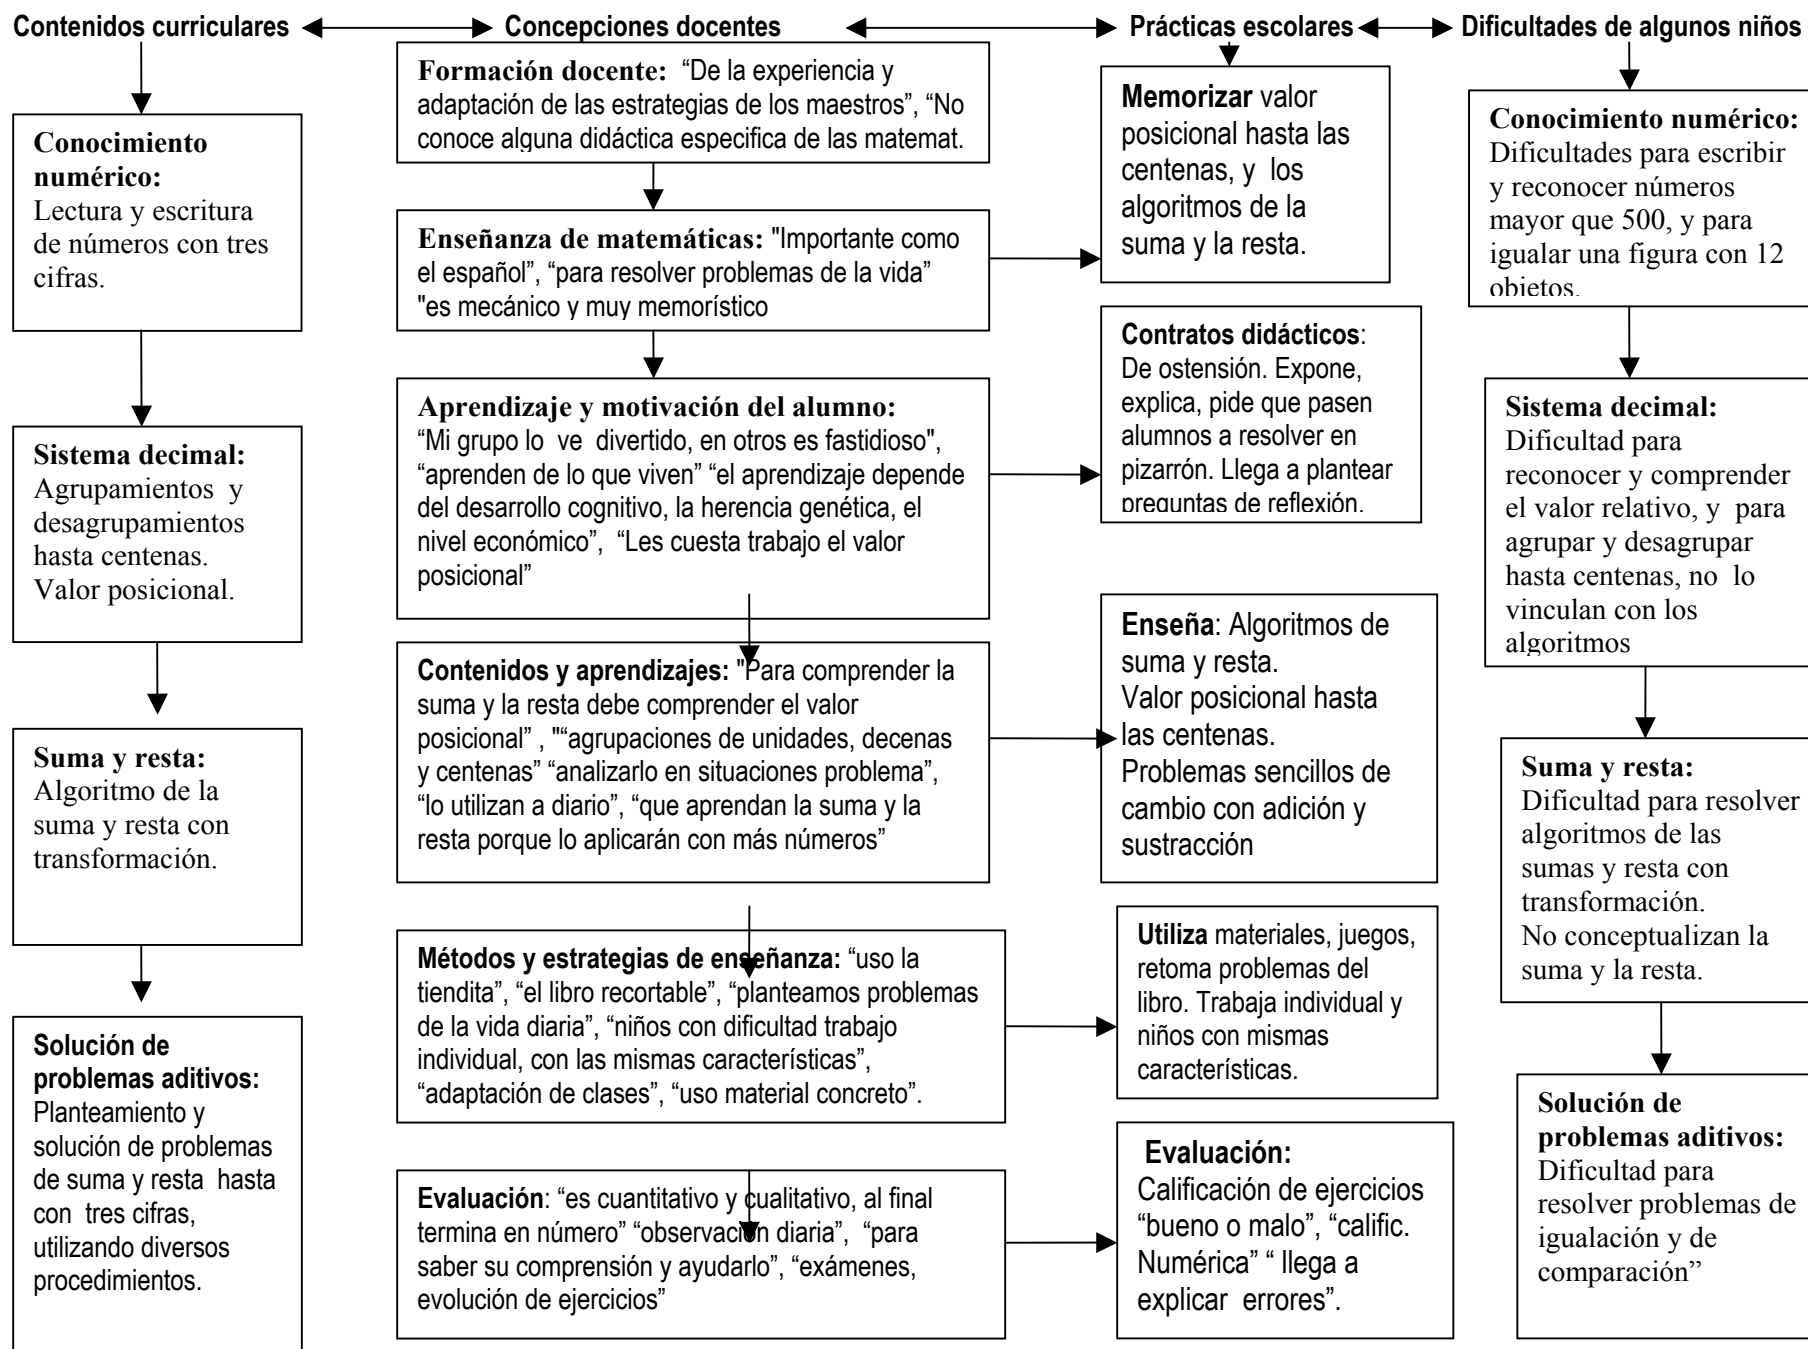 Contenidos curriculares
Concepciones docentes
Prácticas escolares
Dificultades de algunos niños
Conocimiento
numérico:
Lectura y escritura
de números con tres
cifras.
Sistema decimal:
Agrupamientos y
desagrupamientos
hasta centenas.
Valor posicional.
Suma y resta:
Algoritmo de la
suma y resta con
transformación.
Solución de
problemas aditivos:
Planteamiento y
solución de problemas
de suma y resta hasta
con tres cifras,
utilizando diversos
procedimientos.
Formación docente: “De la experiencia y
adaptación de las estrategias de los maestros”, “No
conoce alguna didáctica especifica de las matemat.
Enseñanza de matemáticas: "Importante como
el español”, “para resolver problemas de la vida”
"es mecánico y muy memorístico
Aprendizaje y motivación del alumno:
“Mi grupo lo ve divertido, en otros es fastidioso",
“aprenden de lo que viven” “el aprendizaje depende
del desarrollo cognitivo, la herencia genética, el
nivel económico”, “Les cuesta trabajo el valor
posicional”
Contenidos y aprendizajes: "Para comprender la
suma y la resta debe comprender el valor
posicional” , "“agrupaciones de unidades, decenas
y centenas” “analizarlo en situaciones problema”,
“lo utilizan a diario”, “que aprendan la suma y la
resta porque lo aplicarán con más números”
Métodos y estrategias de enseñanza: “uso la
tiendita”, “el libro recortable”, “planteamos problemas
de la vida diaria”, “niños con dificultad trabajo
individual, con las mismas características”,
“adaptación de clases”, “uso material concreto”.
Evaluación: “es cuantitativo y cualitativo, al final
termina en número” “observación diaria”, “para
saber su comprensión y ayudarlo”, “exámenes,
evolución de ejercicios”
Memorizar valor
posicional hasta las
centenas, y los
algoritmos de la
suma y la resta.
Contratos didácticos:
De ostensión. Expone,
explica, pide que pasen
alumnos a resolver en
pizarrón. Llega a plantear
preguntas de reflexión.
Enseña: Algoritmos de
suma y resta.
Valor posicional hasta
las centenas.
Problemas sencillos de
cambio con adición y
sustracción
Utiliza materiales, juegos,
retoma problemas del
libro. Trabaja individual y
niños con mismas
características.
Evaluación:
Calificación de ejercicios
“bueno o malo”, “calific.
Numérica” “ llega a
explicar errores”.
Conocimiento numérico:
Dificultades para escribir
y reconocer números
mayor que 500, y para
igualar una figura con 12
objetos.
Sistema decimal:
Dificultad para
reconocer y comprender
el valor relativo, y para
agrupar y desagrupar
hasta centenas, no lo
vinculan con los
algoritmos
Suma y resta:
Dificultad para resolver
algoritmos de las
sumas y resta con
transformación.
No conceptualizan la
suma y la resta.
Solución de
problemas aditivos:
Dificultad para
resolver problemas de
igualación y de
comparación”